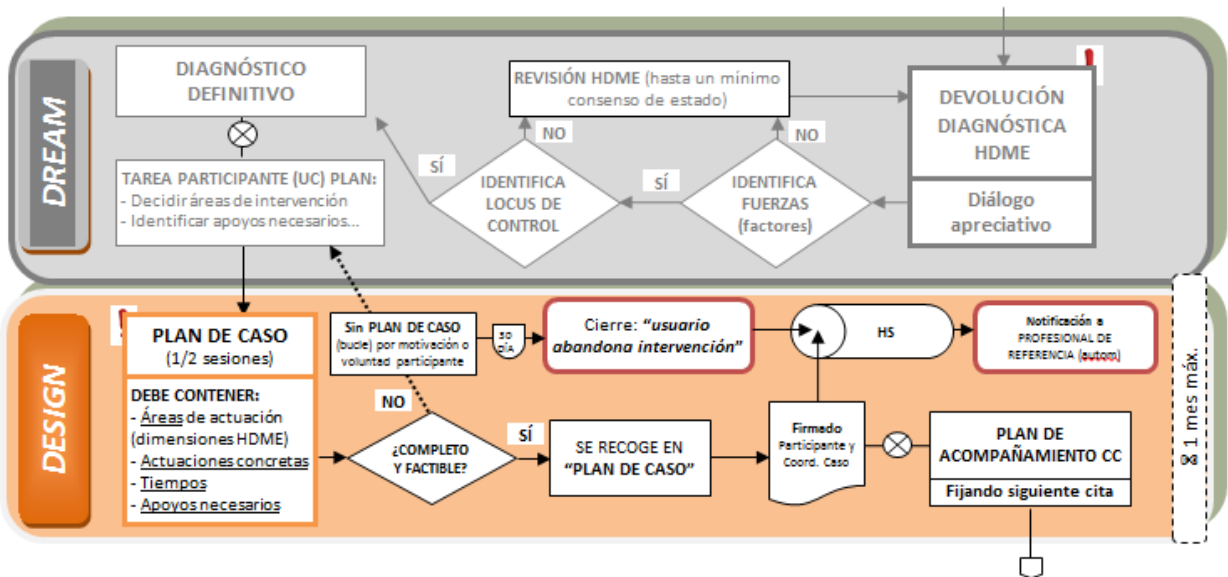 DREAM
DIAGNÓSTICO
DEFINITIVO
TAREA PARTICIPANTE (UC) PLAN:
- Decidir áreas de intervención
- Identificar apoyos necesarios...
REVISIÓN HDME (hasta un mínimo
consenso de estado)
NO
NO
SÍ
IDENTIFICA
LOCUS DE
CONTROL
SÍ
IDENTIFICA
FUERZAS
(factores)
!
DEVOLUCIÓN
DIAGNÓSTICA
HDME
Diálogo
apreciativo
DESIGN
!
PLAN DE CASO
(1/2 sesiones)
DEBE CONTENER:
- Áreas de actuación
(dimensiones HDME)
- Actuaciones concretas
- Tiempos
- Apoyos necesarios
Sin PLAN DE CASO
(bucle) por motivación o
voluntad participante
30
DÍA
Cierre: “usuario
abandona intervención”
HS
Notificación a
PROFESIONAL DE
REFERENCIA (autom)
NO
¿COMPLETO
Y FACTIBLE?
SÍ
SE RECOGE EN
“PLAN DE CASO”
Firmado
Participante y
Coord. Caso
PLAN DE
ACOMPAÑAMIENTO CC
Fijando siguiente cita
1 mes máx.